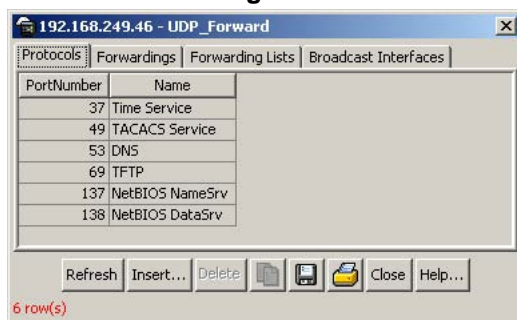 192.168.249.46 - UDP_Forward
Protocols Forwardings Forwarding Lists Broadcast Interfaces
PortNumber Name
37 Time Service
49 TACACS Service
53 DNS
69 TFTP
137 NetBIOS NameSrv
138 NetBIOS DataSrv
Refresh Insert... Delete Close Help...
6 row(s)